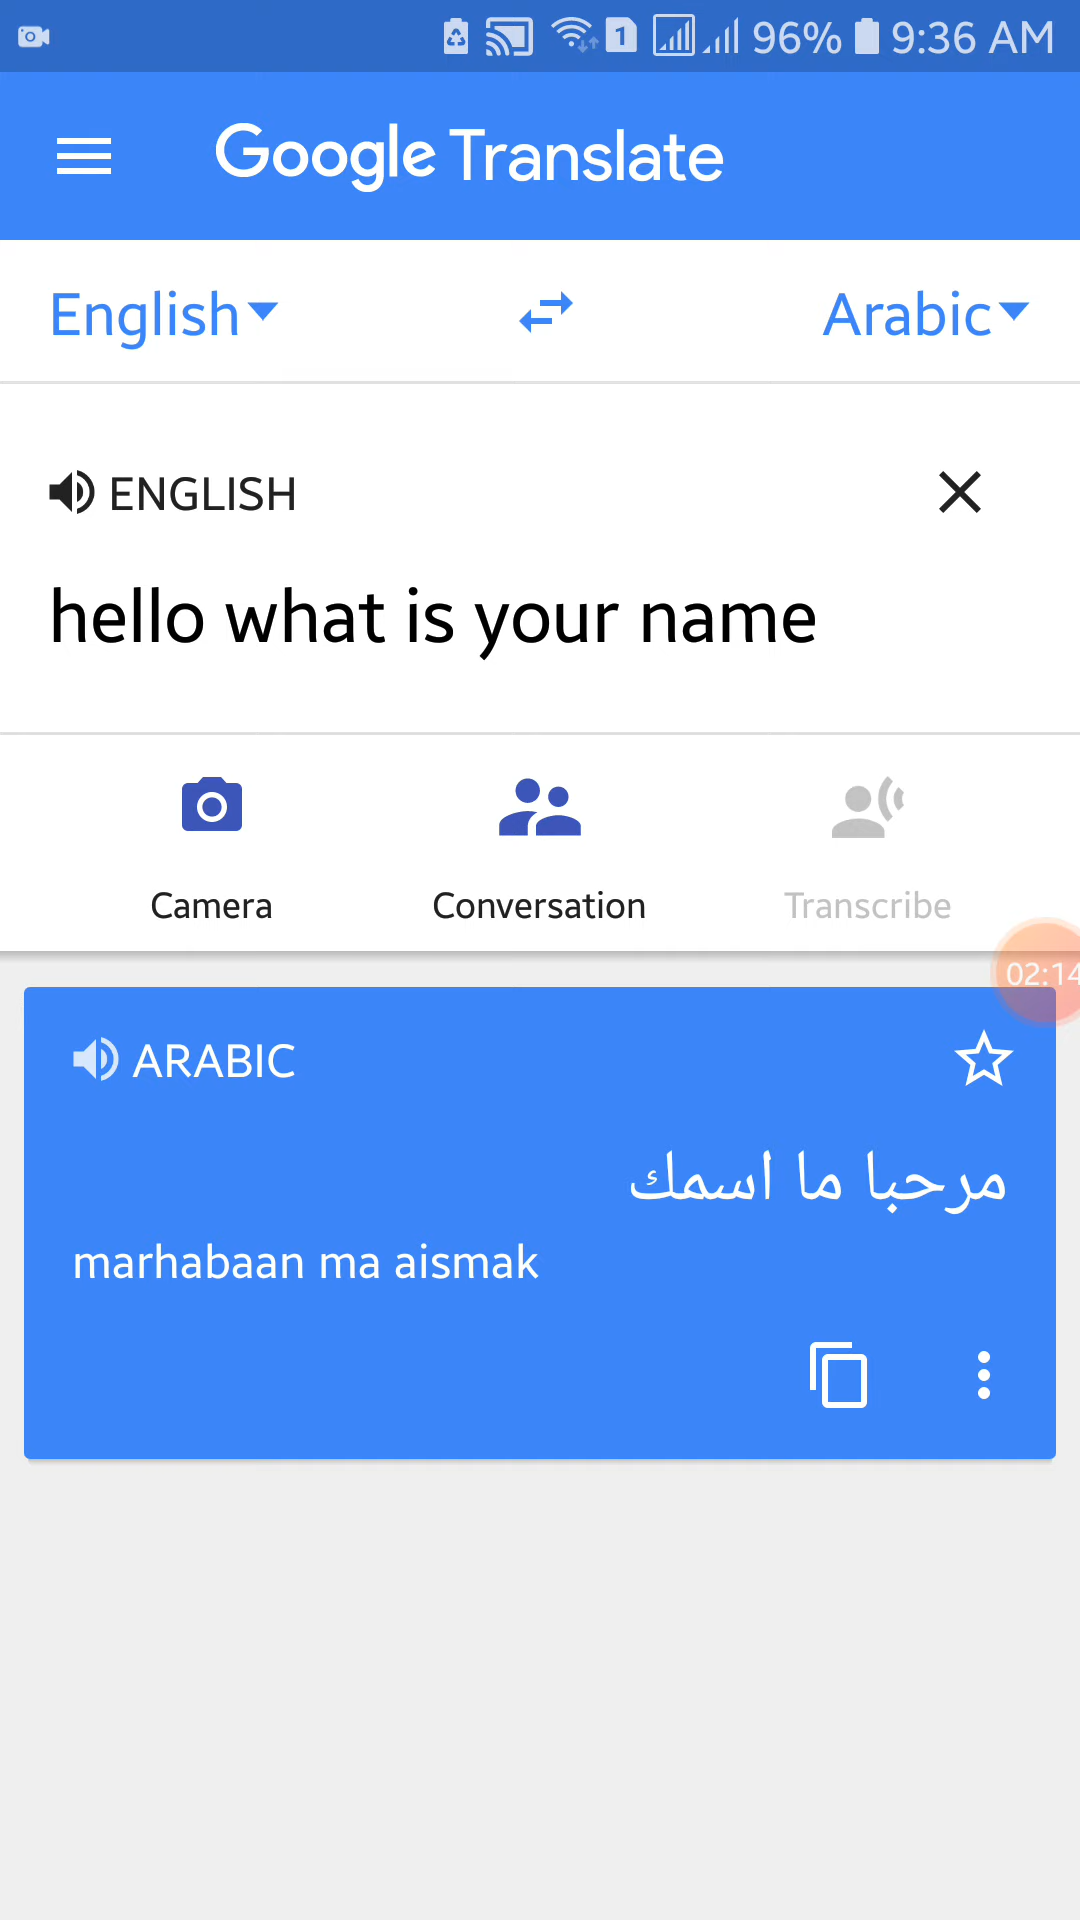 1 96% 9:36 AM
Google Translate
English Arabic
ENGLISH
hello what is your name
Camera Conversation Transcribe
02:14
ARABIC
مرحبا ما اسمك
marhabaan ma aismak